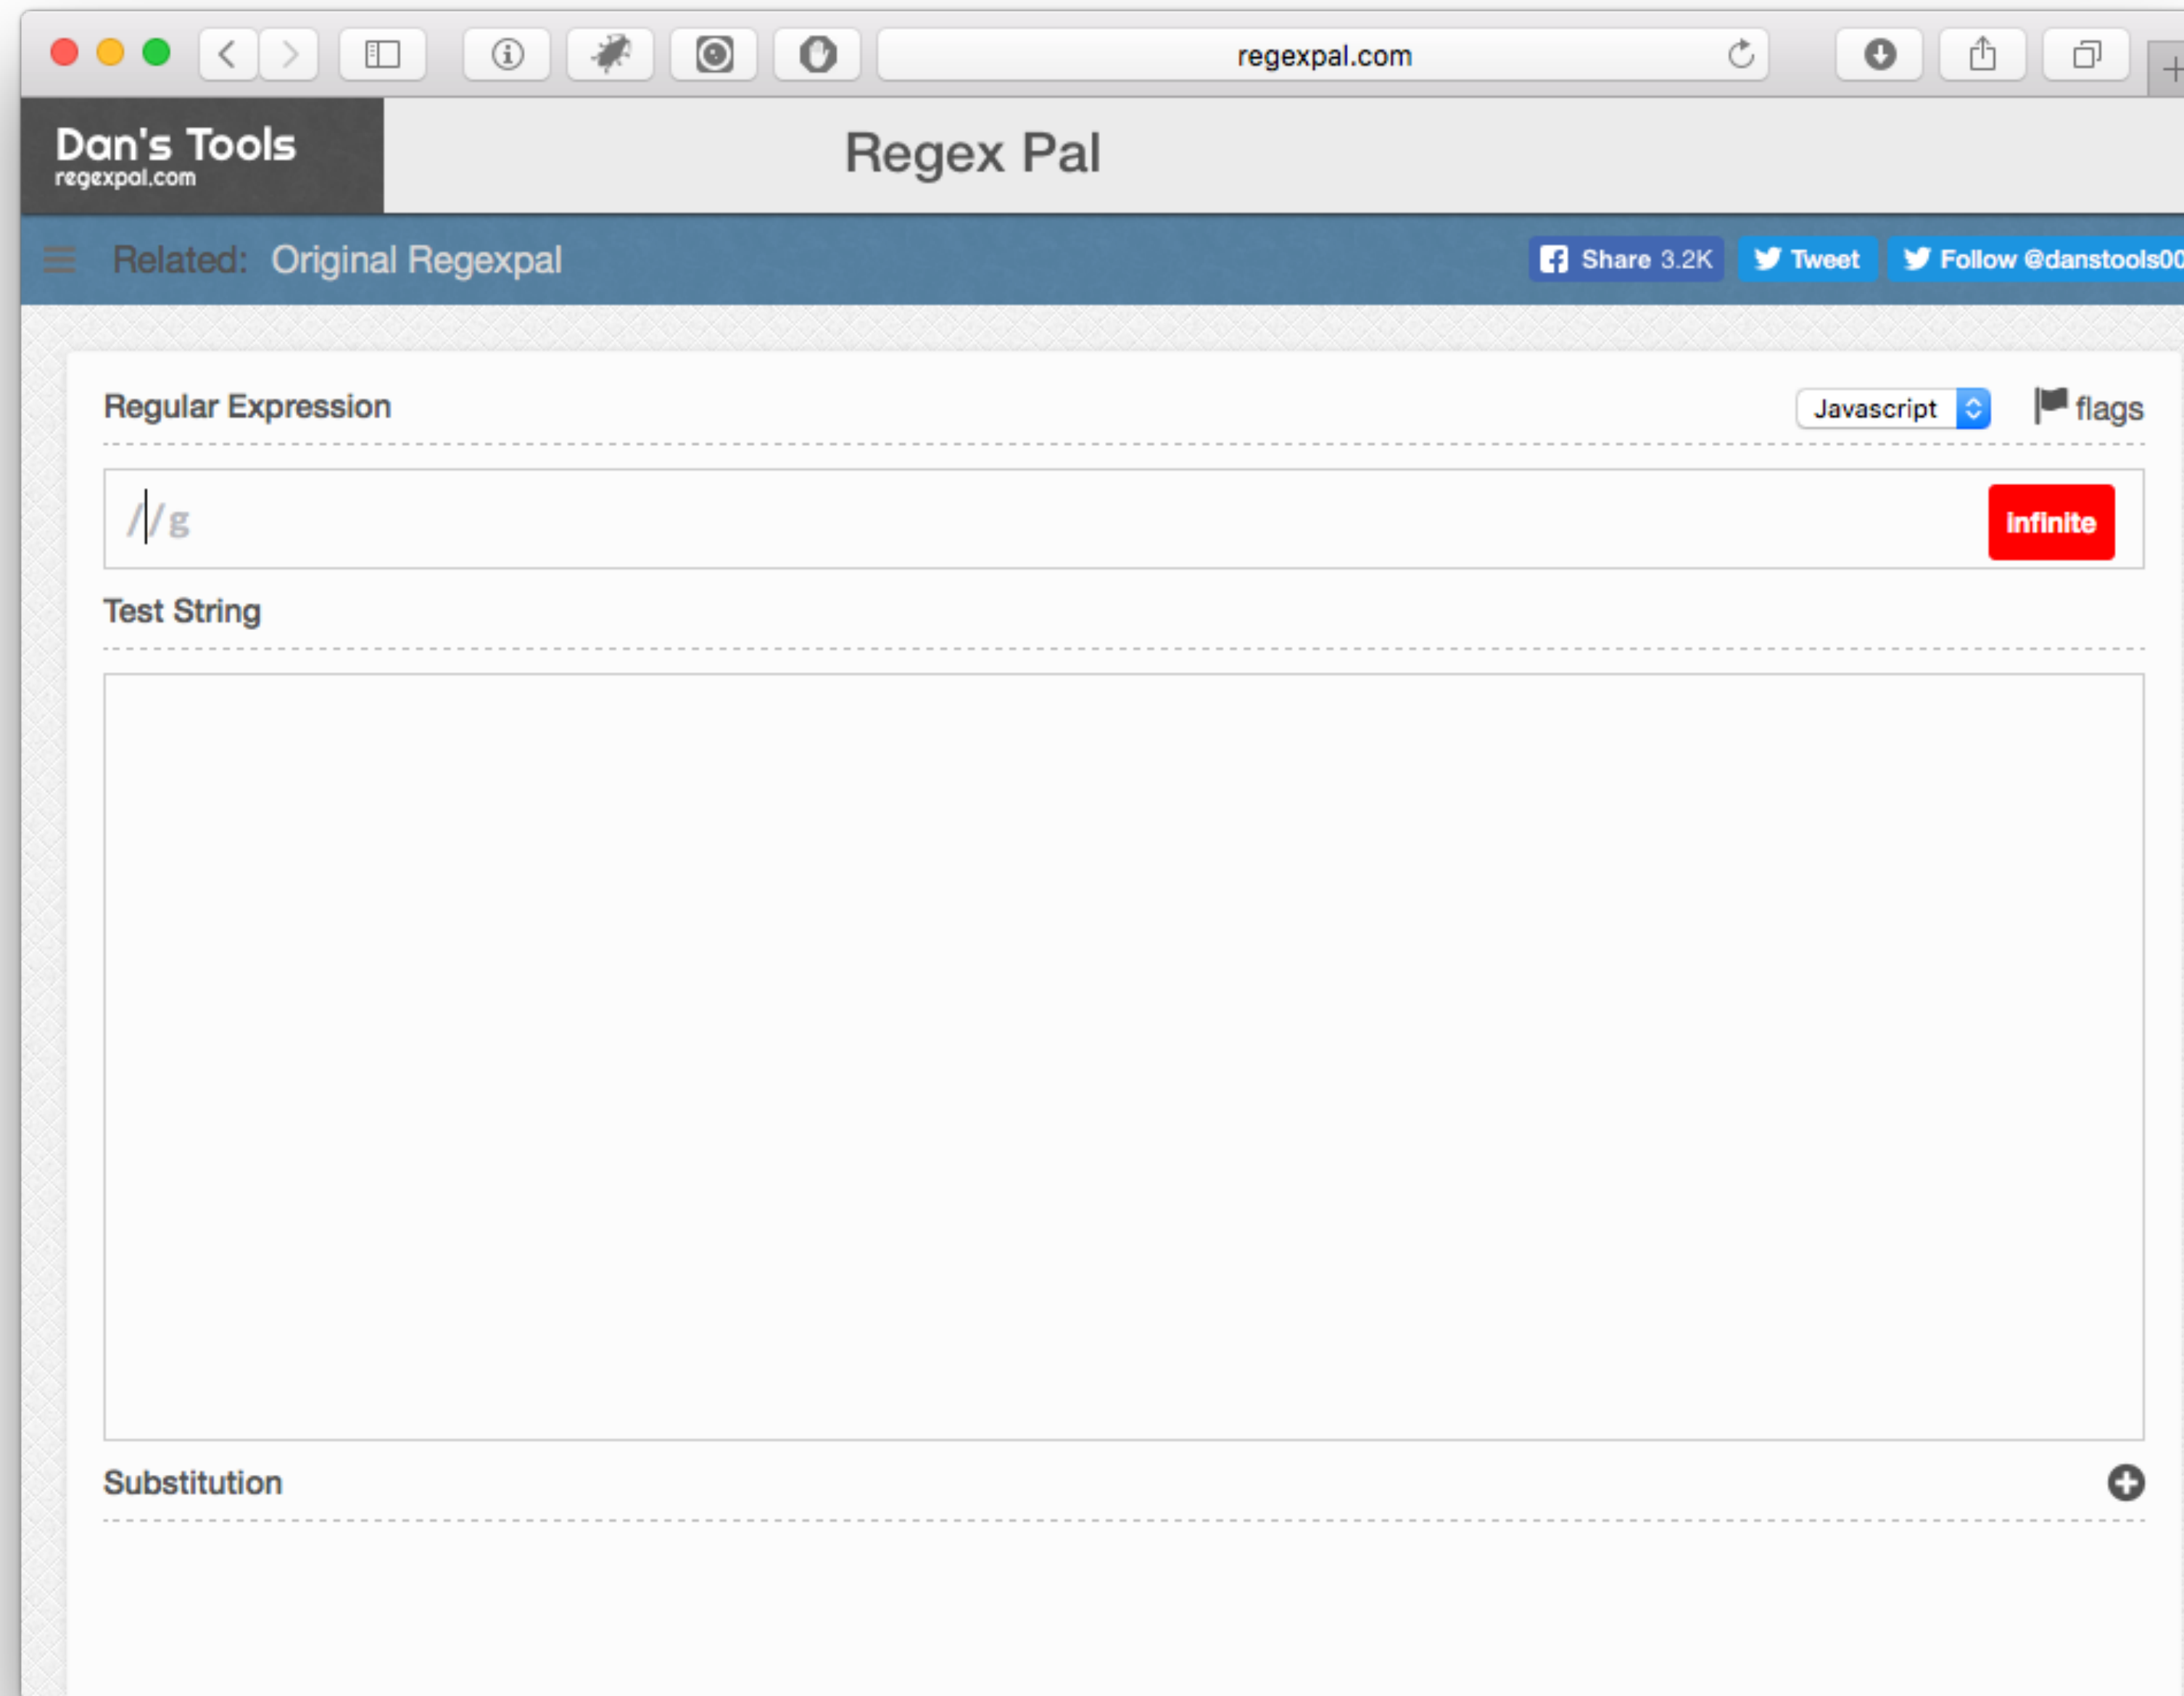 regexpal.com
Dan's Tools
regexpal.com
Regex Pal
Related: Original Regexpal
Share 3.2K
Tweet
Follow @danstools00
Regular Expression
Javascript
flags
//g
infinite
Test String
Substitution